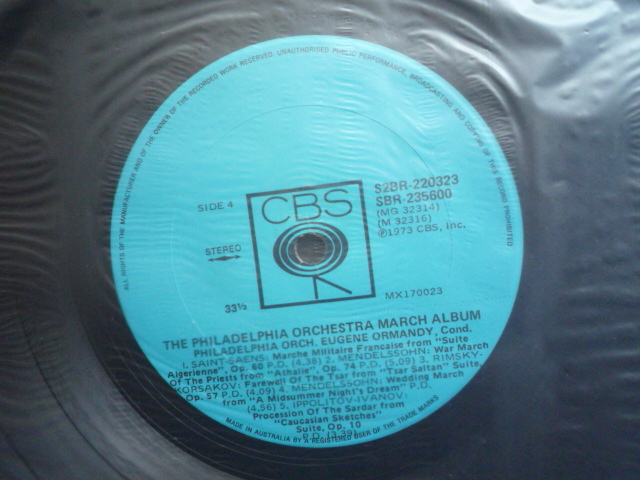 ALL RIGHTS OF THE MANUFACTURER AND OF THE OWNER OF THE RECORDED WORK RESERVED. UNAUTHORISED PUBLIC PERFORMANCE, BROADCASTING AND COPYING OF THIS RECORD PROHIBITED
SIDE 4
CBS
S2BR-220323
SBR-235600
(MG 32314)
(M 32316)
℗1973 CBS, Inc.
STEREO
33⅓
MX170023
THE PHILADELPHIA ORCHESTRA MARCH ALBUM
PHILADELPHIA ORCH. EUGENE ORMANDY, Cond.
1. SAINT-SAENS: Marche Militaire Francaise from "Suite
Algerienne", Op. 60 P.D. (4.38) 2. MENDELSSOHN: War March
Of The Priests from "Athalie", Op. 74 P.D. (5.09) 3. RIMSKY-
KORSAKOV: Farewell Of The Tsar from "Tsar Saltan" Suite,
Op. 57 P.D. (4.09) 4. MENDELSSOHN: Wedding March
from "A Midsummer Night's Dream" P.D.
(4.56) 5. IPPOLITOV-IVANOV:
Procession Of The Sardar from
"Caucasian Sketches"
Suite, Op. 10
P.D. (3.39)
MADE IN AUSTRALIA BY A REGISTERED USER OF THE TRADE MARKS